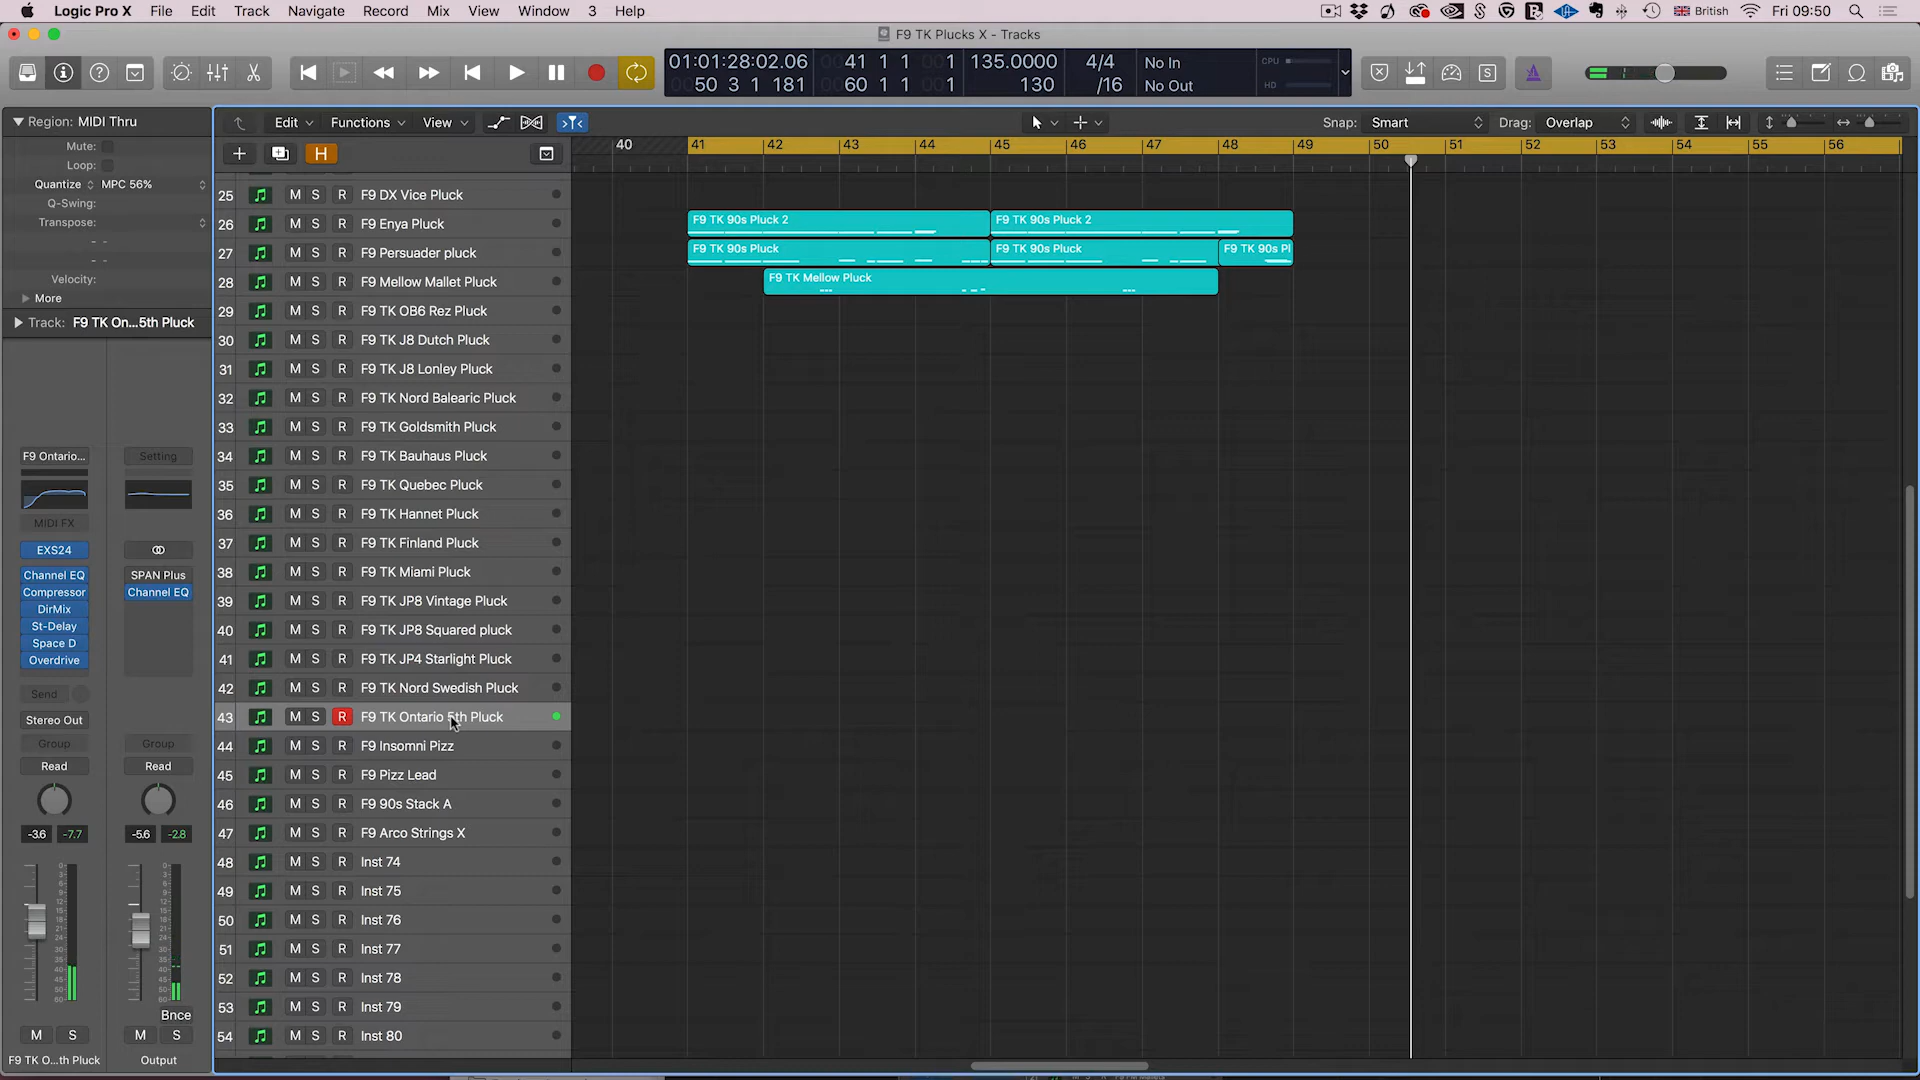 Logic Pro X File Edit Track Navigate Record Mix View Window 3 Help British Fri 09:50
F9 TK Plucks X - Tracks
01:01:28:02.06 0041 1 1 001 135.0000 4/4 No In CPU
0050 3 1 181 0060 1 1 001 130 /16 No Out HD
S
Region: MIDI Thru
Mute:
Loop:
Quantize MPC 56%
Q-Swing:
Transpose:
Velocity:
More
Track: F9 TK On...5th Pluck
F9 Ontario... Setting
MIDI FX
EXS24
Channel EQ SPAN Plus
Compressor Channel EQ
DirMix
St-Delay
Space D
Overdrive
Send
Stereo Out
Group Group
Read Read
-3.6 -7.7 -5.6 -2.8
Bnce
M S M S
F9 TK O...th Pluck Output
Edit Functions View Snap: Smart Drag: Overlap
H
40 41 42 43 44 45 46 47 48 49 50 51 52 53 54 55 56
25 M S R F9 DX Vice Pluck
26 M S R F9 Enya Pluck
27 M S R F9 Persuader pluck
28 M S R F9 Mellow Mallet Pluck
29 M S R F9 TK OB6 Rez Pluck
30 M S R F9 TK J8 Dutch Pluck
31 M S R F9 TK J8 Lonley Pluck
32 M S R F9 TK Nord Balearic Pluck
33 M S R F9 TK Goldsmith Pluck
34 M S R F9 TK Bauhaus Pluck
35 M S R F9 TK Quebec Pluck
36 M S R F9 TK Hannet Pluck
37 M S R F9 TK Finland Pluck
38 M S R F9 TK Miami Pluck
39 M S R F9 TK JP8 Vintage Pluck
40 M S R F9 TK JP8 Squared pluck
41 M S R F9 TK JP4 Starlight Pluck
42 M S R F9 TK Nord Swedish Pluck
43 M S R F9 TK Ontario 5th Pluck
44 M S R F9 Insomni Pizz
45 M S R F9 Pizz Lead
46 M S R F9 90s Stack A
47 M S R F9 Arco Strings X
48 M S R Inst 74
49 M S R Inst 75
50 M S R Inst 76
51 M S R Inst 77
52 M S R Inst 78
53 M S R Inst 79
54 M S R Inst 80
F9 TK 90s Pluck 2 F9 TK 90s Pluck 2
F9 TK 90s Pluck F9 TK 90s Pluck F9 TK 90s Pl
F9 TK Mellow Pluck